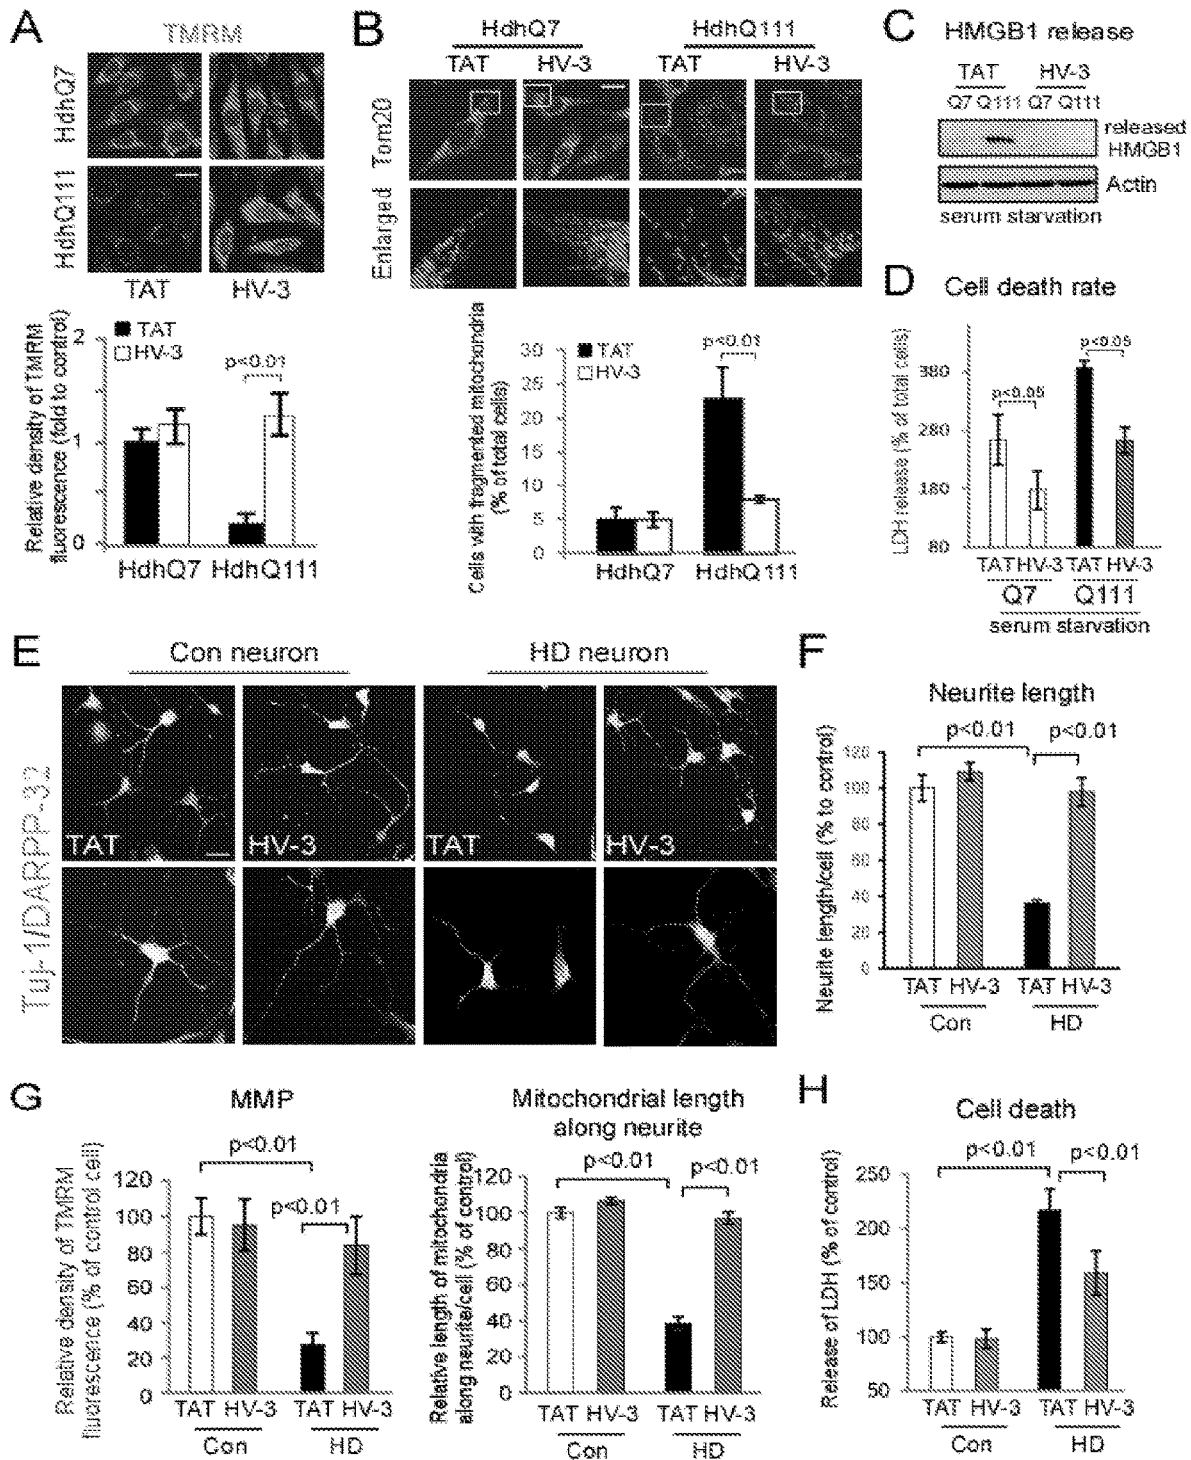 A
TMRM
HdhQ7
HdhQ111
TAT
HV-3
Relative density of TMRM
fluorescence (fold to control)
2
1
0
TAT
HV-3
p<0.01
HdhQ7
HdhQ111
B
HdhQ7
HdhQ111
TAT
HV-3
TAT
HV-3
Tom20
Enlarged
Cells with fragmented mitochondria
(% of total cells)
30
25
20
15
10
5
0
TAT
HV-3
p<0.01
HdhQ7
HdhQ111
C
HMGB1 release
TAT
HV-3
Q7 Q111 Q7 Q111
released
HMGB1
Actin
serum starvation
D
Cell death rate
LDH release (% of total cells)
380
280
180
80
p<0.05
p<0.05
TAT HV-3
TAT HV-3
Q7
Q111
serum starvation
E
Con neuron
HD neuron
Tuj-1/DARPP-32
TAT
HV-3
TAT
HV-3
F
Neurite length
Neurite length/cell (% to control)
120
100
80
60
40
20
0
p<0.01
p<0.01
TAT HV-3
TAT HV-3
Con
HD
G
MMP
Relative density of TMRM
fluorescence (% of control cell)
120
100
80
60
40
20
0
p<0.01
p<0.01
TAT HV-3
TAT HV-3
Con
HD
Mitochondrial length
along neurite
Relative length of mitochondria
along neurite/cell (% of control)
120
100
80
60
40
20
0
p<0.01
p<0.01
TAT HV-3
TAT HV-3
Con
HD
H
Cell death
Release of LDH (% of control)
250
200
150
100
50
p<0.01
p<0.01
TAT HV-3
TAT HV-3
Con
HD